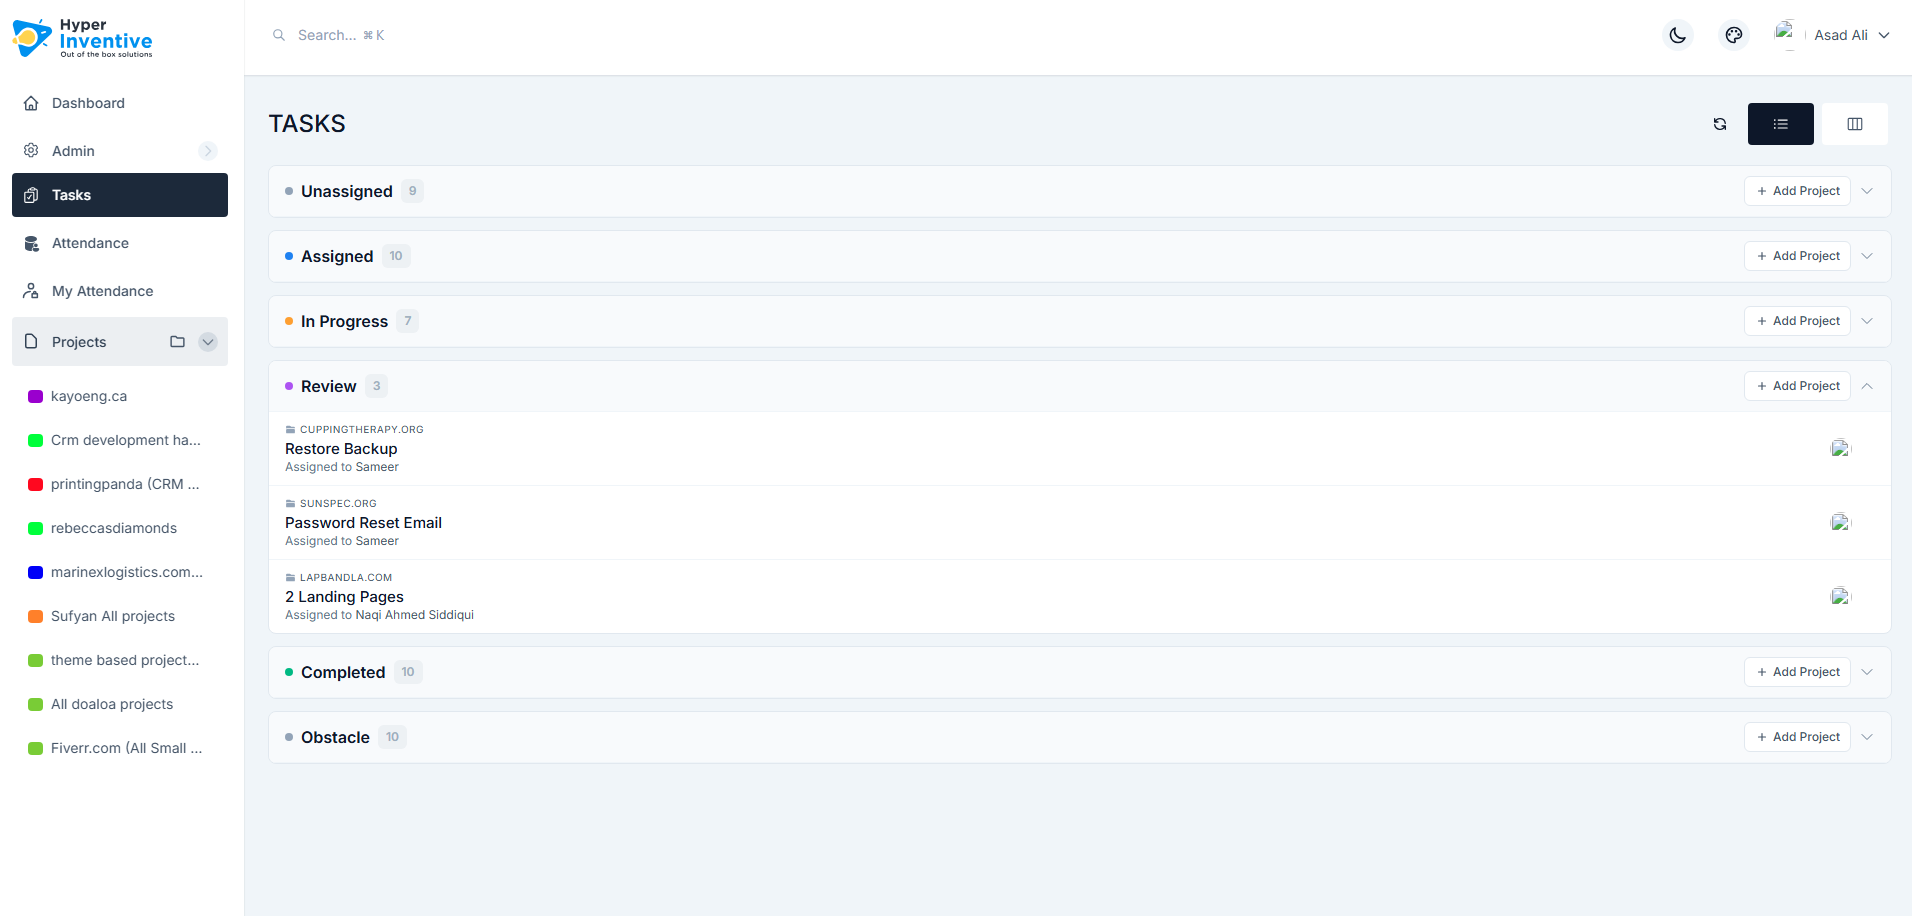 Hyper
Inventive
Out of the box solutions
Search... ⌘ K
Asad Ali
Dashboard
Admin
Tasks
Attendance
My Attendance
Projects
kayoeng.ca
Crm development ha...
printingpanda (CRM ...
rebeccasdiamonds
marinexlogistics.com...
Sufyan All projects
theme based project...
All doaloa projects
Fiverr.com (All Small ...
TASKS
Unassigned 9 + Add Project
Assigned 10 + Add Project
In Progress 7 + Add Project
Review 3 + Add Project
CUPPINGTHERAPY.ORG
Restore Backup
Assigned to Sameer
SUNSPEC.ORG
Password Reset Email
Assigned to Sameer
LAPBANDLA.COM
2 Landing Pages
Assigned to Naqi Ahmed Siddiqui
Completed 10 + Add Project
Obstacle 10 + Add Project